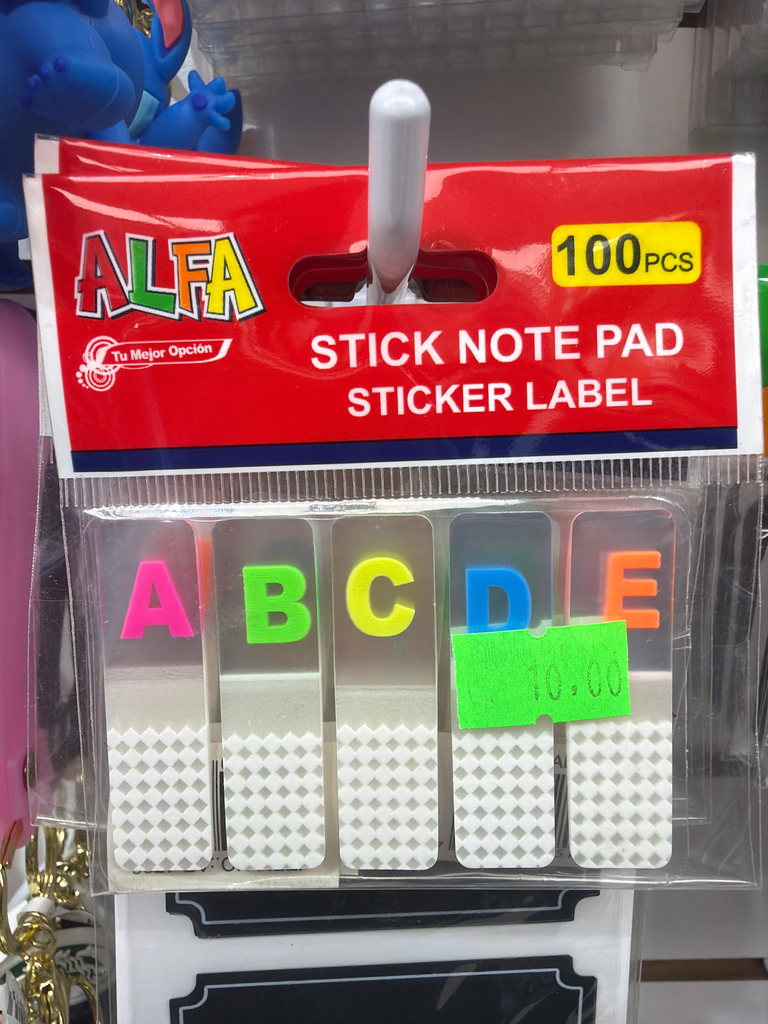 ALFA
100PCS
Tu Mejor Opción
STICK NOTE PAD
STICKER LABEL
A B C D E
10,00